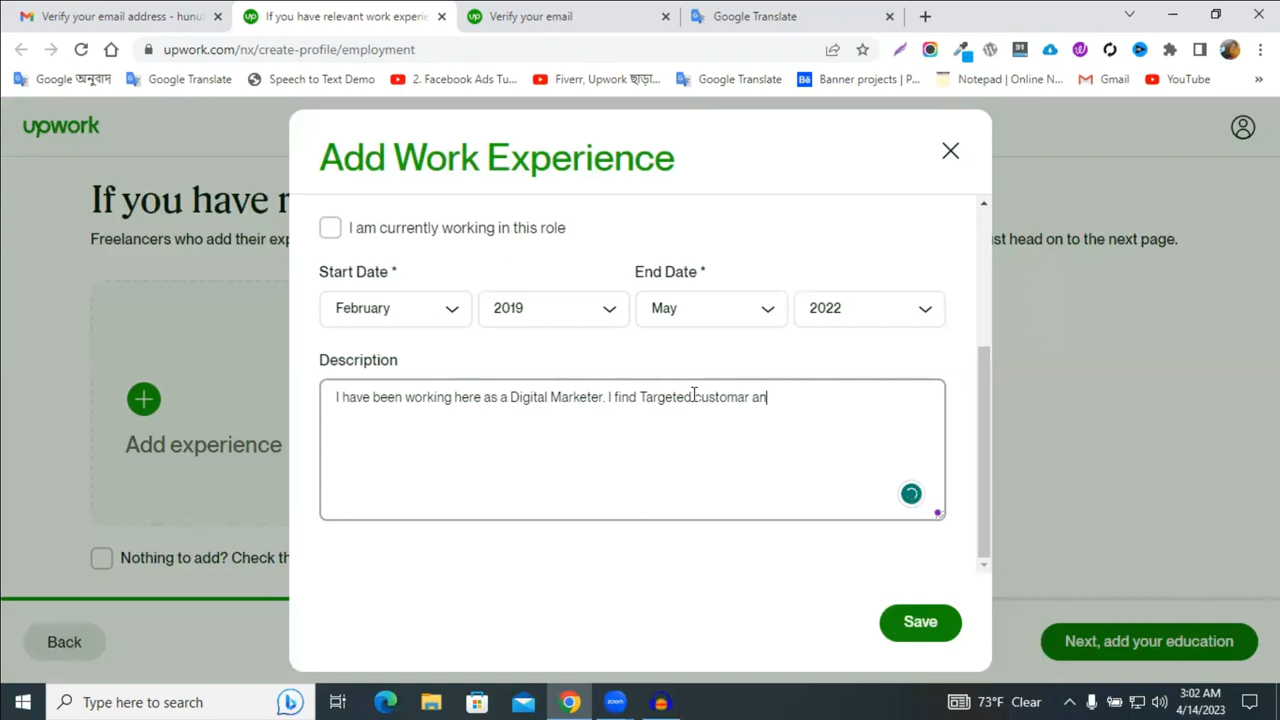 Verify your email address - hunu
If you have relevant work experie
Verify your email
Google Translate
upwork.com/nx/create-profile/employment
Google অনুবাদ
Google Translate
Speech to Text Demo
2. Facebook Ads Tu...
Fiverr, Upwork ছাড়া...
Google Translate
Banner projects | P...
Notepad | Online N...
Gmail
YouTube
»
upwork
Add Work Experience
If you have r
Freelancers who add their exp
st head on to the next page.
I am currently working in this role
Start Date *
End Date *
February
2019
May
2022
Description
I have been working here as a Digital Marketer. I find Targeted customar an
Add experience
Nothing to add? Check th
Save
Back
Next, add your education
Type here to search
zoom
73°F Clear
3:02 AM
4/14/2023